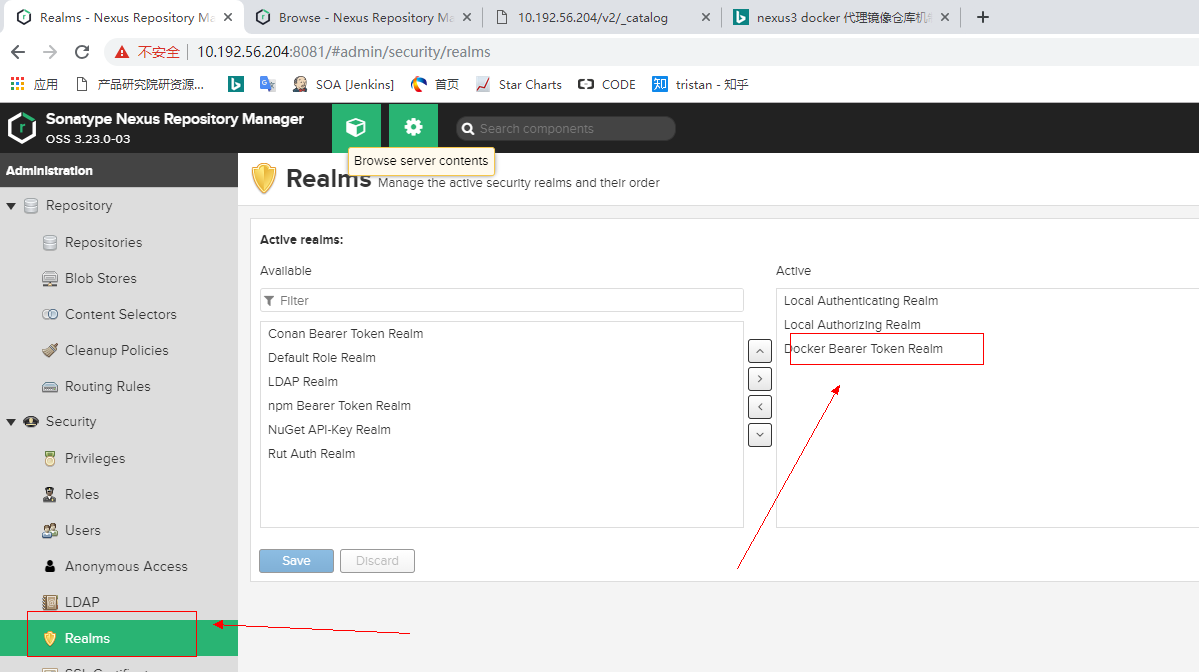 Realms - Nexus Repository Ma
Browse - Nexus Repository Ma
10.192.56.204/v2/_catalog
nexus3 docker 代理镜像仓库机
不安全
10.192.56.204:8081/#admin/security/realms
应用
产品研究院研资源...
SOA [Jenkins]
首页
Star Charts
CODE
知
tristan - 知乎
Sonatype Nexus Repository Manager
OSS 3.23.0-03
Search components
Browse server contents
Administration
Repository
Repositories
Blob Stores
Content Selectors
Cleanup Policies
Routing Rules
Security
Privileges
Roles
Users
Anonymous Access
LDAP
Realms
Realms
Manage the active security realms and their order
Active realms:
Available
Filter
Conan Bearer Token Realm
Default Role Realm
LDAP Realm
npm Bearer Token Realm
NuGet API-Key Realm
Rut Auth Realm
Active
Local Authenticating Realm
Local Authorizing Realm
Docker Bearer Token Realm
Save
Discard